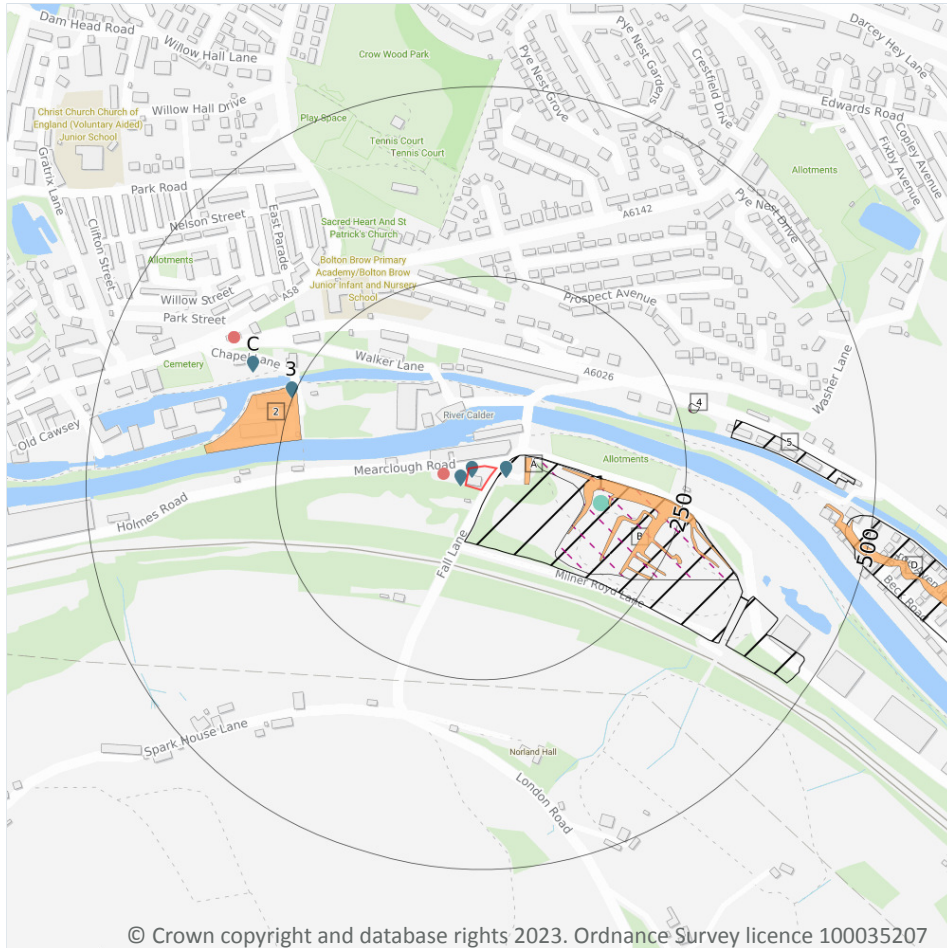 Dam Head Road
Willow Hall Lane
Crow Wood Park
Pye Nest Grove
Pye Nest Gardens
Crestfield Drive
Darcey Hey Lane
Christ Church Church of
England (Voluntary Aided)
Junior School
Willow Hall Drive
Play Space
Tennis Court
Tennis Court
Edwards Road
Copley Avenue
Fixby Avenue
Gratrix Lane
Allotments
Park Road
Nelson Street
East Parade
Clifton Street
A6142
Pye Nest Drive
Sacred Heart And St
Patrick's Church
Allotments
Bolton Brow Primary
Academy/Bolton Brow
Junior Infant and Nursery
School
Willow Street
A58
Park Street
Prospect Avenue
C
Chapel Lane
Walker Lane
Washer Lane
Cemetery
3
A6026
4
2
River Calder
Old Cawsey
5
Mearclough Road
A
Allotments
Holmes Road
250
B
500
Fall Lane
D
Milner Royd Lane
Beck Road
Spark House Lane
Norland Hall
London Road
© Crown copyright and database rights 2023. Ordnance Survey licence 100035207